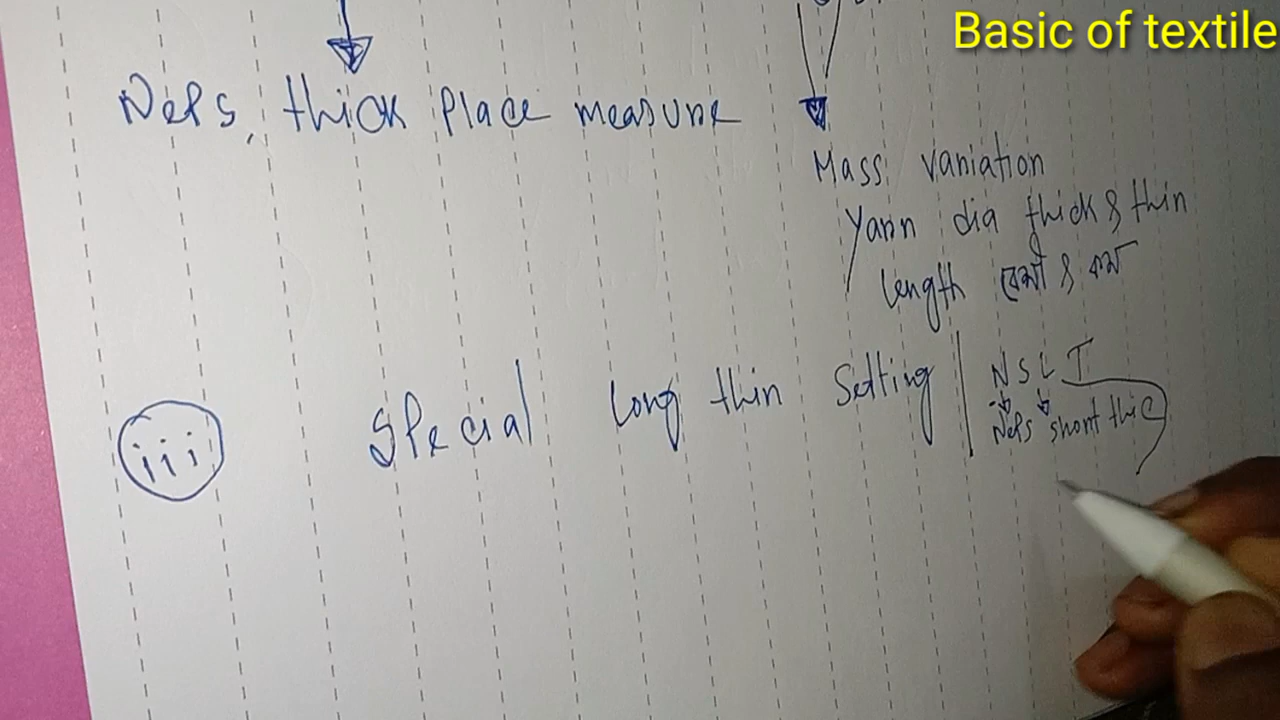 Basic of textile
Neps, thick place measure
Mass variation
Yarn dia thick & thin
length বেশী & কম
iii Special long thin Setting | N S L T
Neps short thic